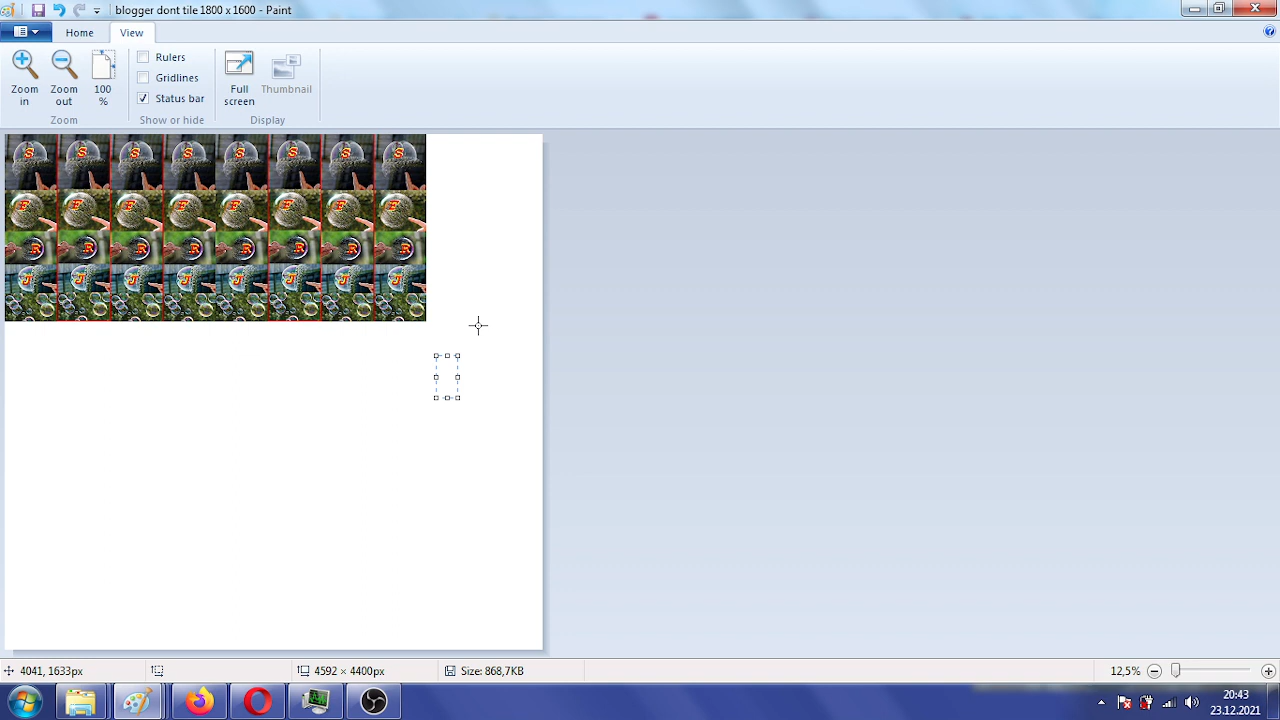 blogger dont tile 1800 x 1600 - Paint
Home View
Zoom in
Zoom out
100 %
Rulers
Gridlines
Status bar
Full screen
Thumbnail
Zoom
Show or hide
Display
S S S S S S S S
R R R R R R R R
J J J J J J J J
4041, 1633px
4592 × 4400px
Size: 868,7KB
12,5%
20:43
23.12.2021